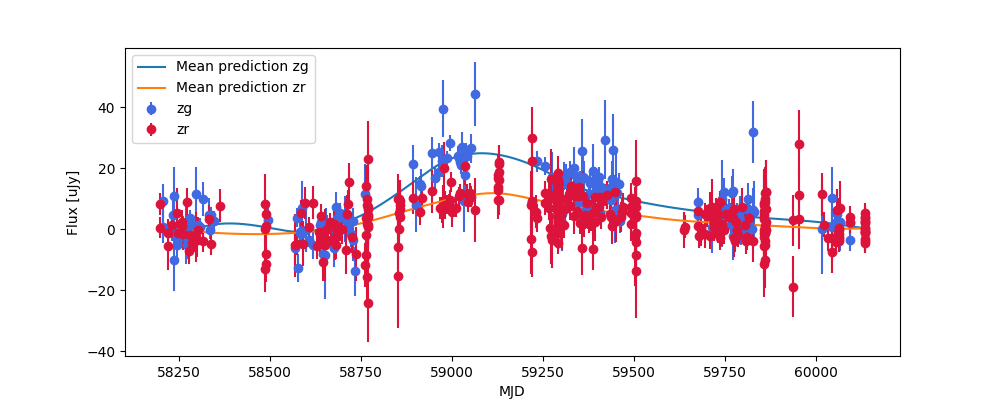 Mean prediction zg
Mean prediction zr
zg
zr
Flux [uJy]
40
20
0
−20
−40
58250
58500
58750
59000
59250
59500
59750
60000
MJD